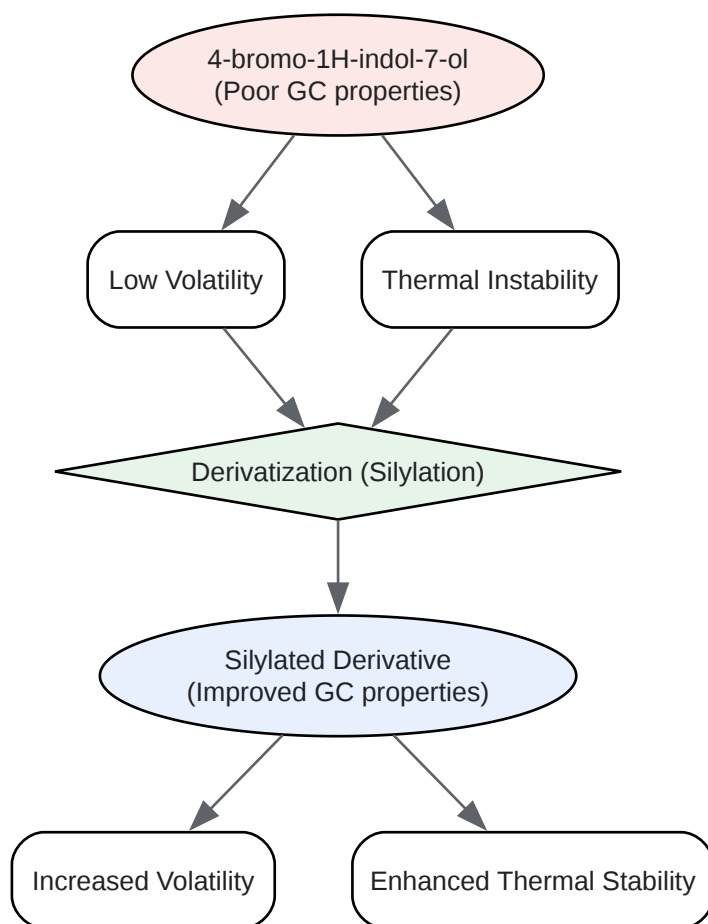 4-bromo-1H-indol-7-ol
(Poor GC properties)
Low Volatility
Thermal Instability
Derivatization (Silylation)
Silylated Derivative
(Improved GC properties)
Increased Volatility
Enhanced Thermal Stability